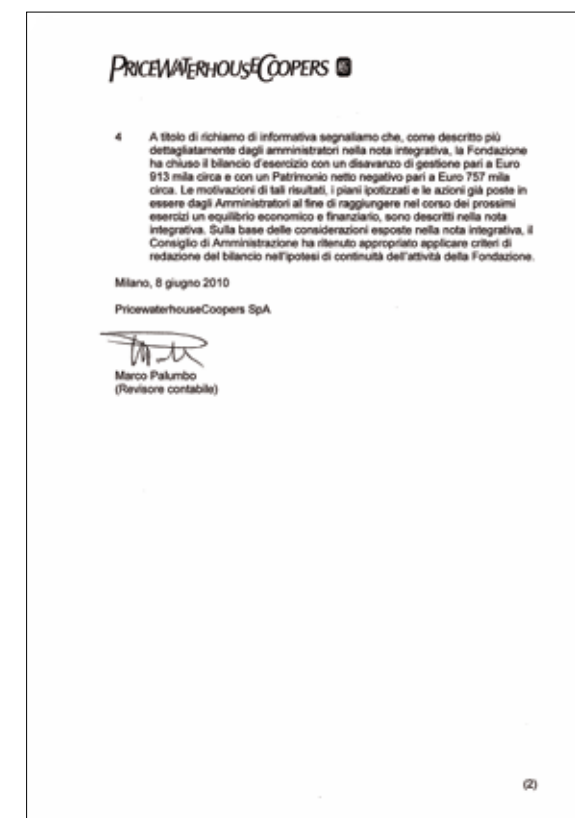 PRICEWATERHOUSECOOPERS
4 A titolo di richiamo di informativa segnaliamo che, come descritto più
dettagliatamente dagli amministratori nella nota integrativa, la Fondazione
ha chiuso il bilancio d'esercizio con un disavanzo di gestione pari a Euro
913 mila circa e con un Patrimonio netto negativo pari a Euro 757 mila
circa. Le motivazioni di tali risultati, i piani ipotizzati e le azioni già poste in
essere dagli Amministratori al fine di raggiungere nel corso dei prossimi
esercizi un equilibrio economico e finanziario, sono descritti nella nota
integrativa. Sulla base delle considerazioni esposte nella nota integrativa, il
Consiglio di Amministrazione ha ritenuto appropriato applicare criteri di
redazione del bilancio nell'ipotesi di continuità dell'attività della Fondazione.
Milano, 8 giugno 2010
PricewaterhouseCoopers SpA
Marco Palumbo
(Revisore contabile)
(2)